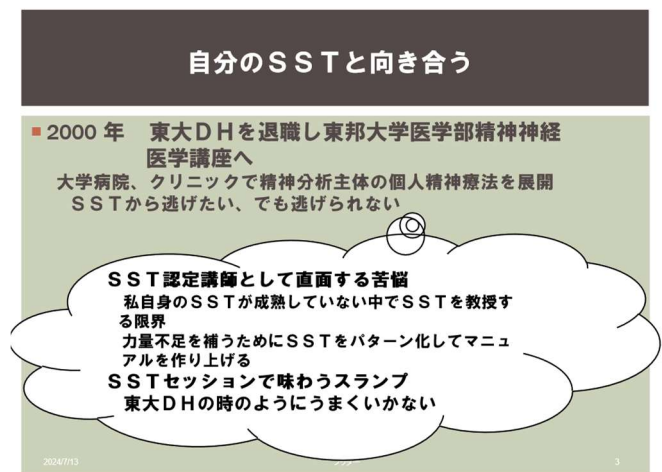 自分のＳＳＴと向き合う
2000 年　東大ＤＨを退職し東邦大学医学部精神神経
医学講座へ
大学病院、クリニックで精神分析主体の個人精神療法を展開
ＳＳＴから逃げたい、でも逃げられない
ＳＳＴ認定講師として直面する苦悩
私自身のＳＳＴが成熟していない中でＳＳＴを教授す
る限界
力量不足を補うためにＳＳＴをパターン化してマニュ
アルを作り上げる
ＳＳＴセッションで味わうスランプ
東大ＤＨの時のようにうまくいかない
2024/7/13
3